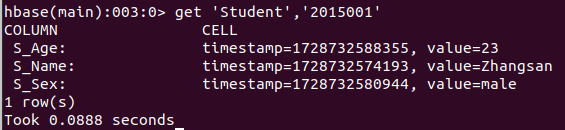 hbase(main):003:0> get 'Student','2015001'
COLUMN CELL
S_Age: timestamp=1728732588355, value=23
S_Name: timestamp=1728732574193, value=Zhangsan
S_Sex: timestamp=1728732580944, value=male
1 row(s)
Took 0.0888 seconds